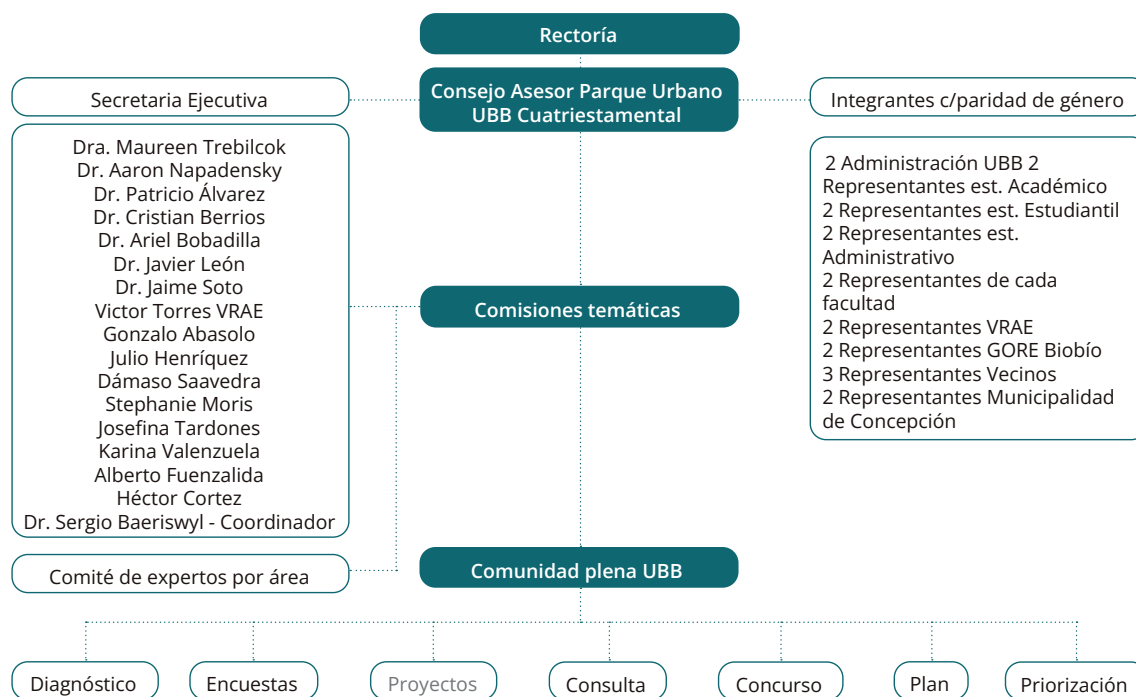 Rectoría
Secretaria Ejecutiva
Consejo Asesor Parque Urbano
UBB Cuatriestamental
Integrantes c/paridad de género
Dra. Maureen Trebilcok
Dr. Aaron Napadensky
Dr. Patricio Álvarez
Dr. Cristian Berrios
Dr. Ariel Bobadilla
Dr. Javier León
Dr. Jaime Soto
Victor Torres VRAE
Gonzalo Abasolo
Julio Henríquez
Dámaso Saavedra
Stephanie Moris
Josefina Tardones
Karina Valenzuela
Alberto Fuenzalida
Héctor Cortez
Dr. Sergio Baeriswyl - Coordinador
2 Administración UBB 2
Representantes est. Académico
2 Representantes est. Estudiantil
2 Representantes est.
Administrativo
2 Representantes de cada
facultad
2 Representantes VRAE
2 Representantes GORE Biobío
3 Representantes Vecinos
2 Representantes Municipalidad
de Concepción
Comisiones temáticas
Comité de expertos por área
Comunidad plena UBB
Diagnóstico
Encuestas
Proyectos
Consulta
Concurso
Plan
Priorización